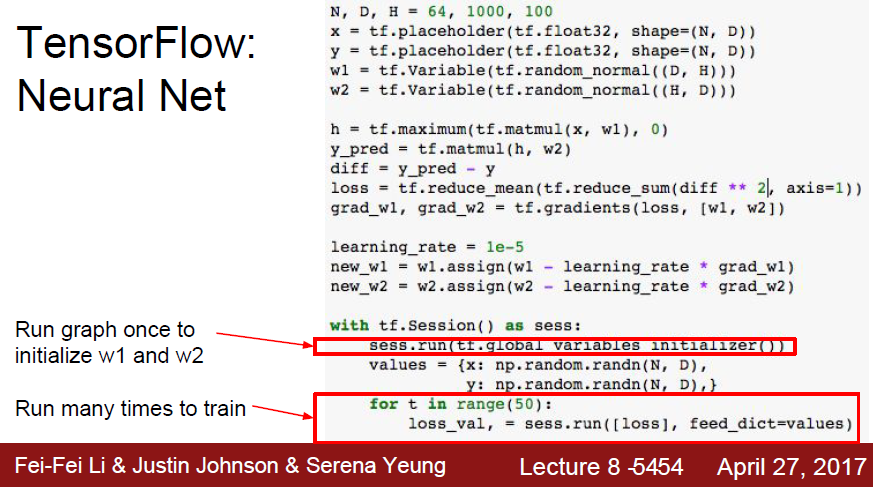 TensorFlow:
Neural Net
N, D, H = 64, 1000, 100
x = tf.placeholder(tf.float32, shape=(N, D))
y = tf.placeholder(tf.float32, shape=(N, D))
w1 = tf.Variable(tf.random_normal((D, H)))
w2 = tf.Variable(tf.random_normal((H, D)))
h = tf.maximum(tf.matmul(x, w1), 0)
y_pred = tf.matmul(h, w2)
diff = y_pred - y
loss = tf.reduce_mean(tf.reduce_sum(diff ** 2, axis=1))
grad_w1, grad_w2 = tf.gradients(loss, [w1, w2])
learning_rate = 1e-5
new_w1 = w1.assign(w1 - learning_rate * grad_w1)
new_w2 = w2.assign(w2 - learning_rate * grad_w2)
with tf.Session() as sess:
sess.run(tf.global_variables_initializer())
values = {x: np.random.randn(N, D),
y: np.random.randn(N, D),}
for t in range(50):
loss_val, = sess.run([loss], feed_dict=values)
Run graph once to
initialize w1 and w2
Run many times to train
Fei-Fei Li & Justin Johnson & Serena Yeung
Lecture 8 -5454
April 27, 2017